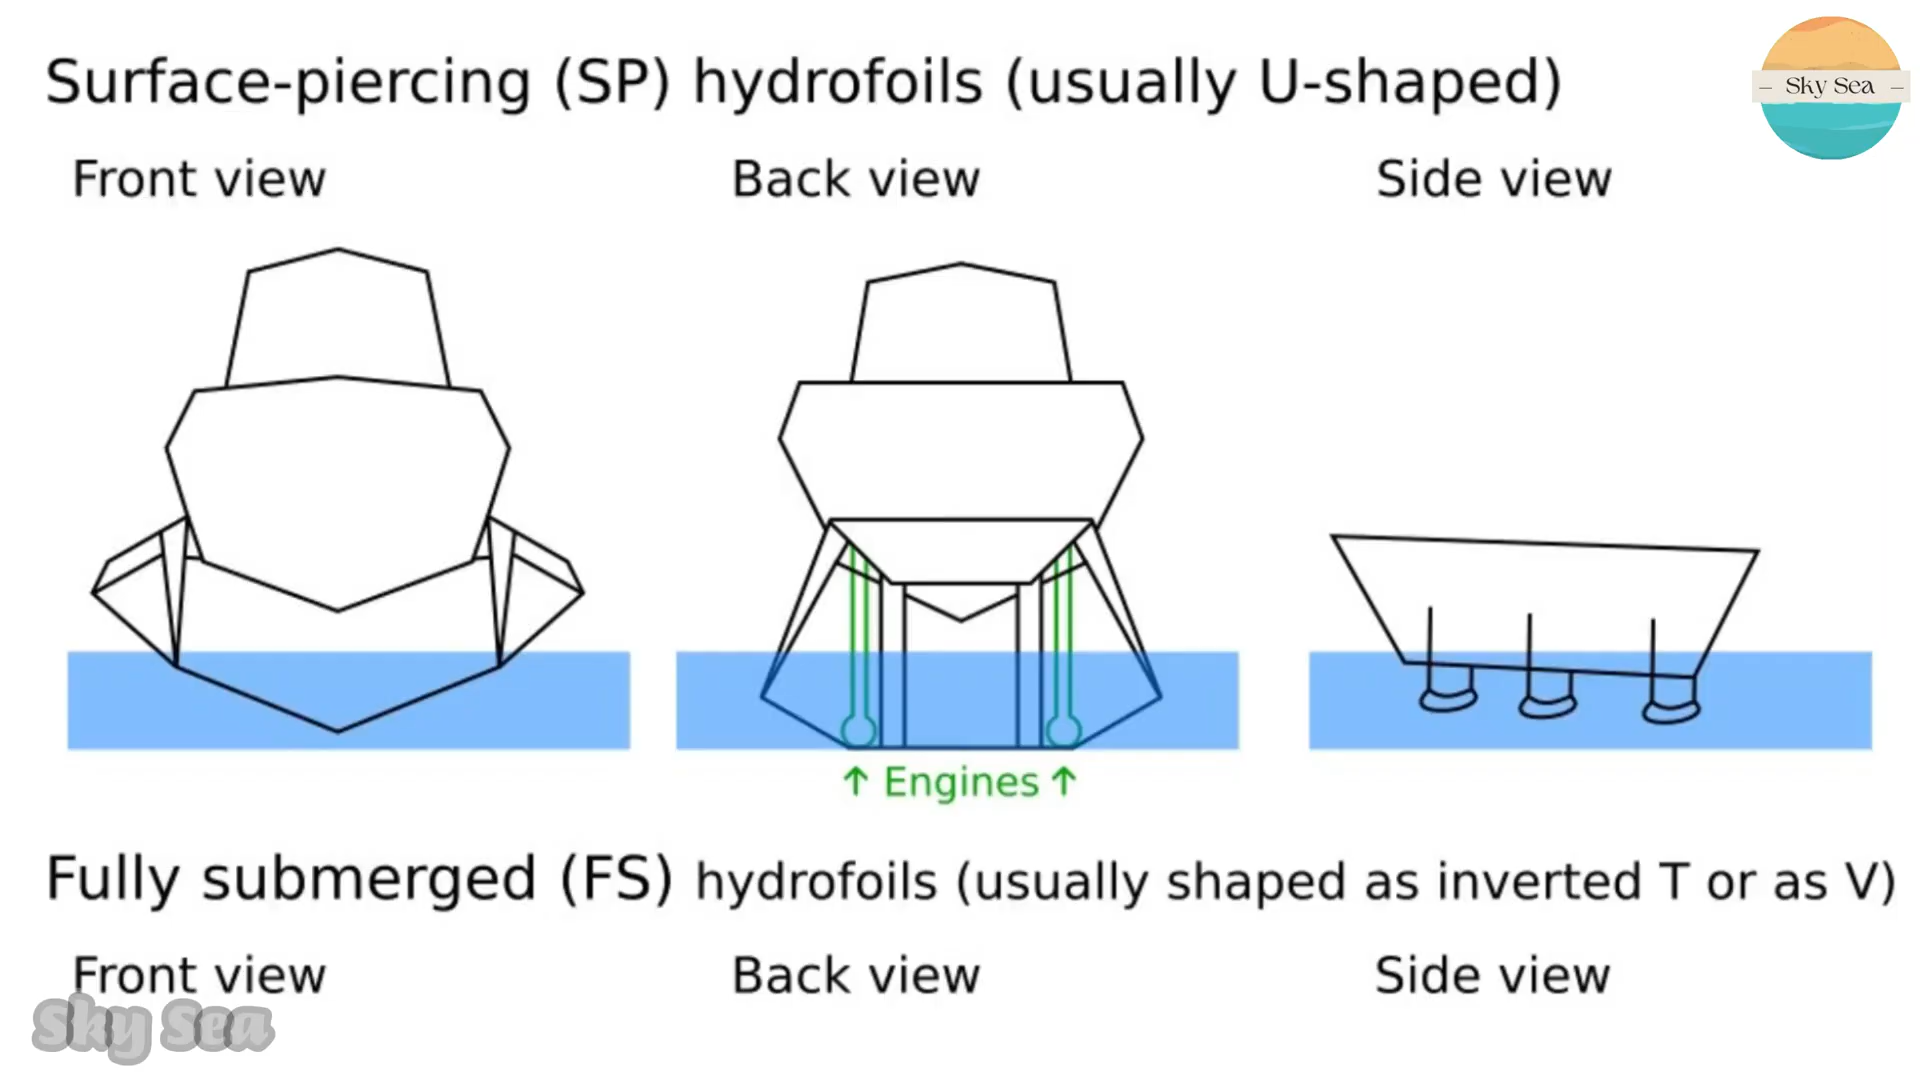 Surface-piercing (SP) hydrofoils (usually U-shaped)
– Sky Sea –
Front view
Back view
Side view
↑ Engines ↑
Fully submerged (FS) hydrofoils (usually shaped as inverted T or as V)
Front view
Back view
Side view
Sky Sea